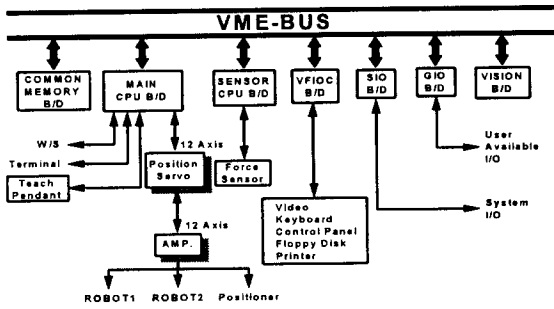 VME-BUS
COMMON
MEMORY B/D
MAIN
CPU B/D
SENSOR
CPU B/D
VFIOC
B/D
SIO
B/D
GIO
B/D
VISION
B/D
W/S
Terminal
Teach
Pendant
12 Axis
Position
Servo
Force
Sensor
User
Available
I/O
Video
Keyboard
Control Panel
Floppy Disk
Printer
System
I/O
12 Axis
AMP.
ROBOT1
ROBOT2
Positioner